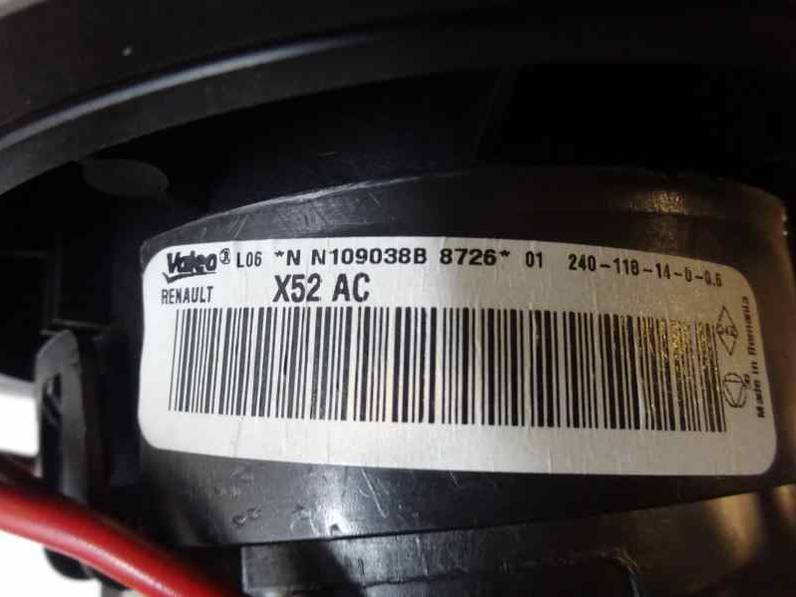 Valeo® L06 *N N109038B 8726* 01 240-118-14-0-0.6
RENAULT X52 AC
Made in Romania